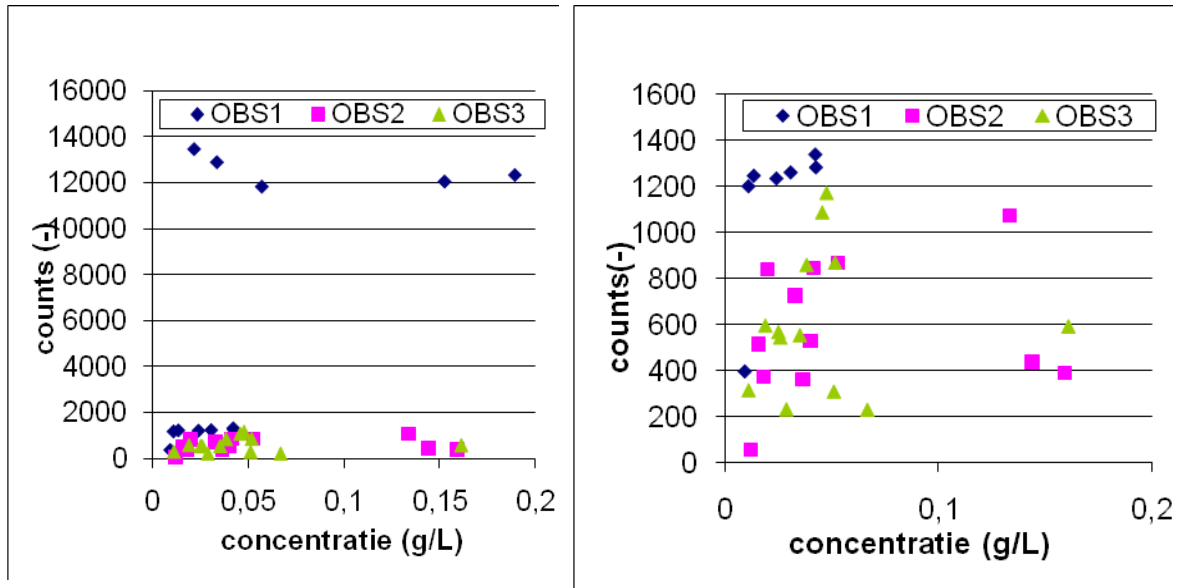 16000
14000
12000
10000
8000
6000
4000
2000
0
counts (-)
OBS1 OBS2 OBS3
0 0,05 0,1 0,15 0,2
concentratie (g/L)
1600
1400
1200
1000
800
600
400
200
0
counts(-)
OBS1 OBS2 OBS3
0 0,1 0,2
concentratie (g/L)